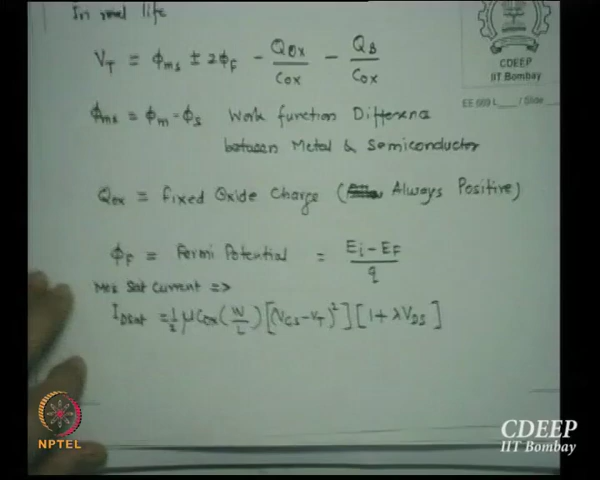 In real life
V_T = φ_ms ± 2φ_F - Q_ox/C_ox - Q_B/C_ox
φ_ms = φ_m - φ_s Work function Difference
between Metal & Semiconductor
Q_ox ≡ Fixed Oxide Charge ( Always Positive)
φ_F = Fermi Potential = (E_i - E_F)/q
Mos Sat Current =>
I_Dsat = 1/2 μ C_ox (W/L) [(V_GS - V_T)^2] [1 + λV_DS]
CDEEP
IIT Bombay
EE 669 L___/Slide
NPTEL
CDEEP
IIT Bombay